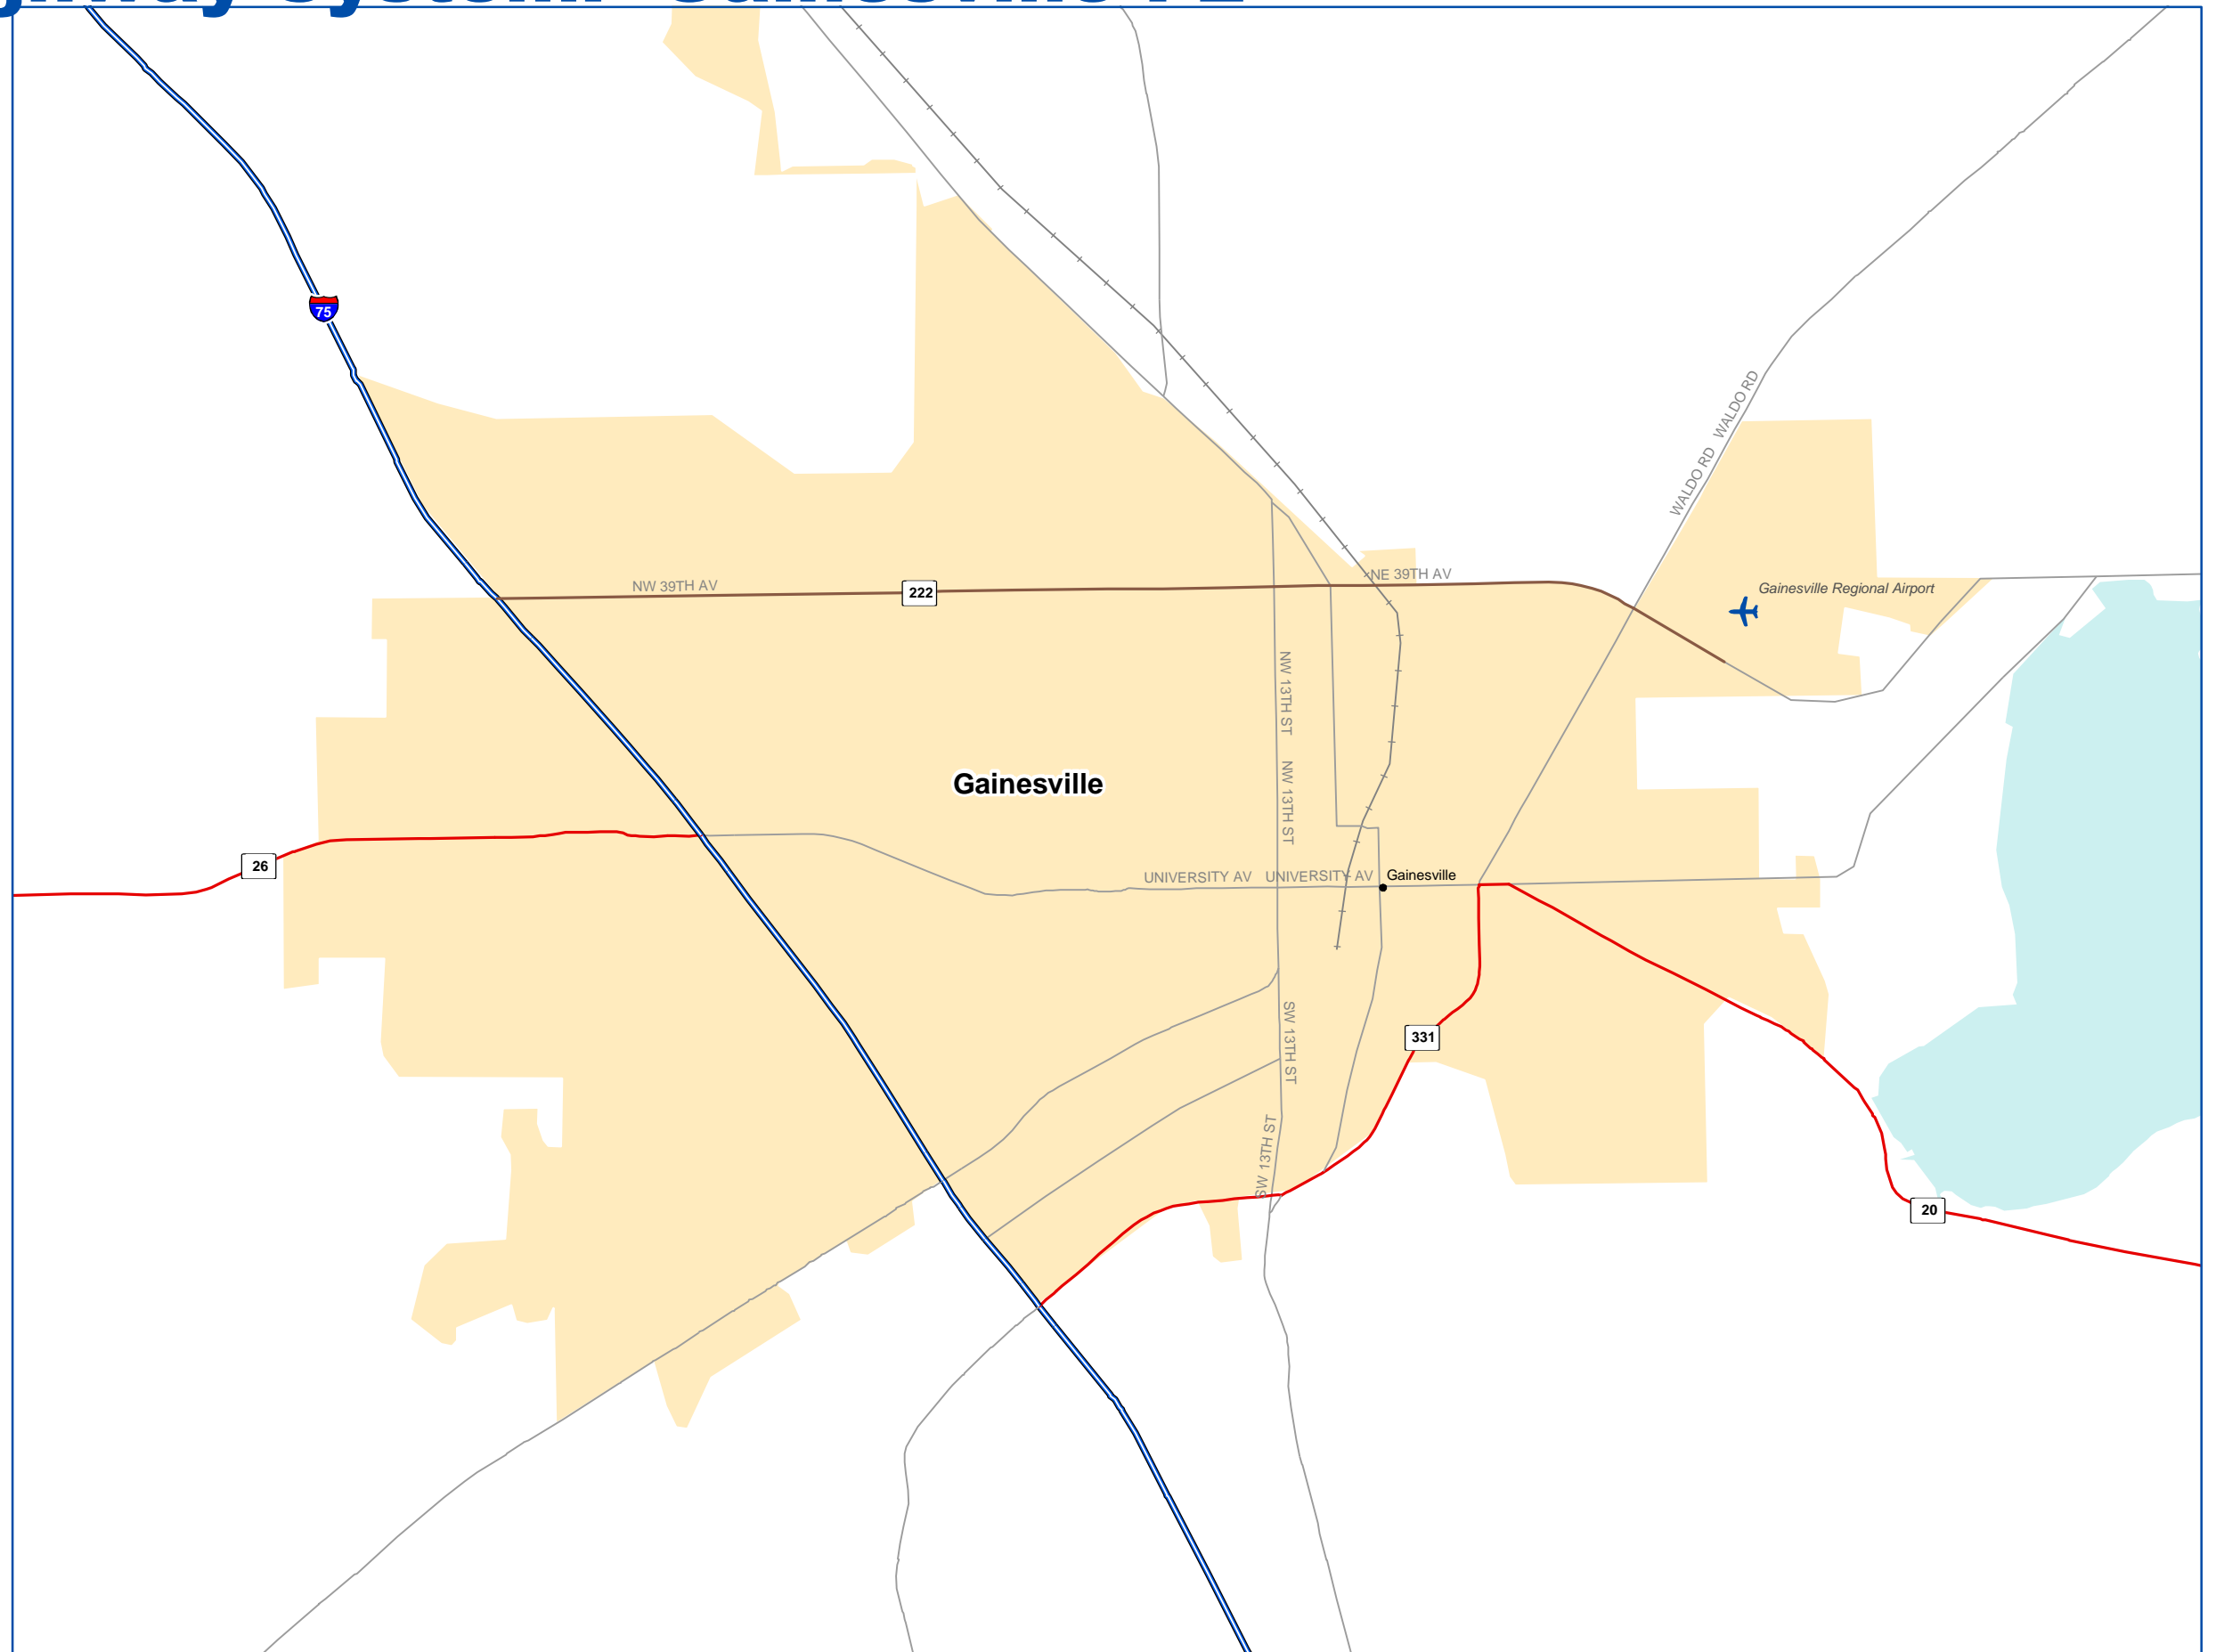 75
WALDO RD
WALDO RD
NW 39TH AV
222
NE 39TH AV
Gainesville Regional Airport
NW 13TH ST
NW 13TH ST
Gainesville
26
UNIVERSITY AV
UNIVERSITY AV
Gainesville
SW 13TH ST
331
SW 13TH ST
20